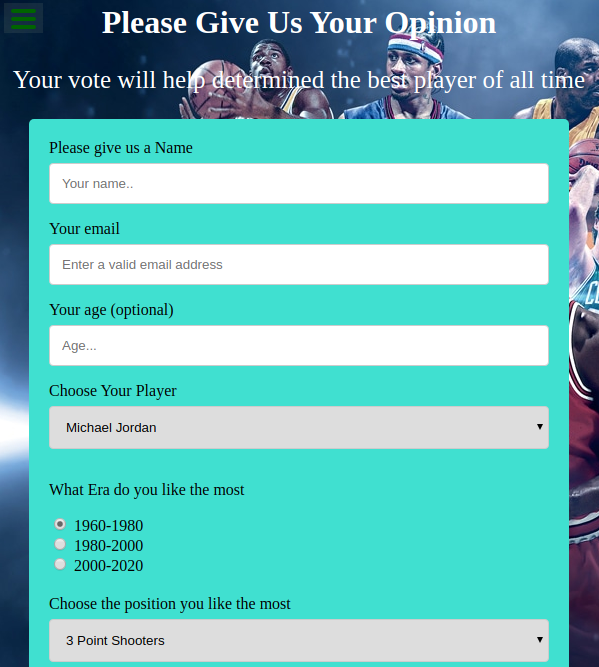 Please Give Us Your Opinion
Your vote will help determined the best player of all time
Please give us a Name
Your name..
Your email
Enter a valid email address
Your age (optional)
Age...
Choose Your Player
Michael Jordan
What Era do you like the most
1960-1980
1980-2000
2000-2020
Choose the position you like the most
3 Point Shooters